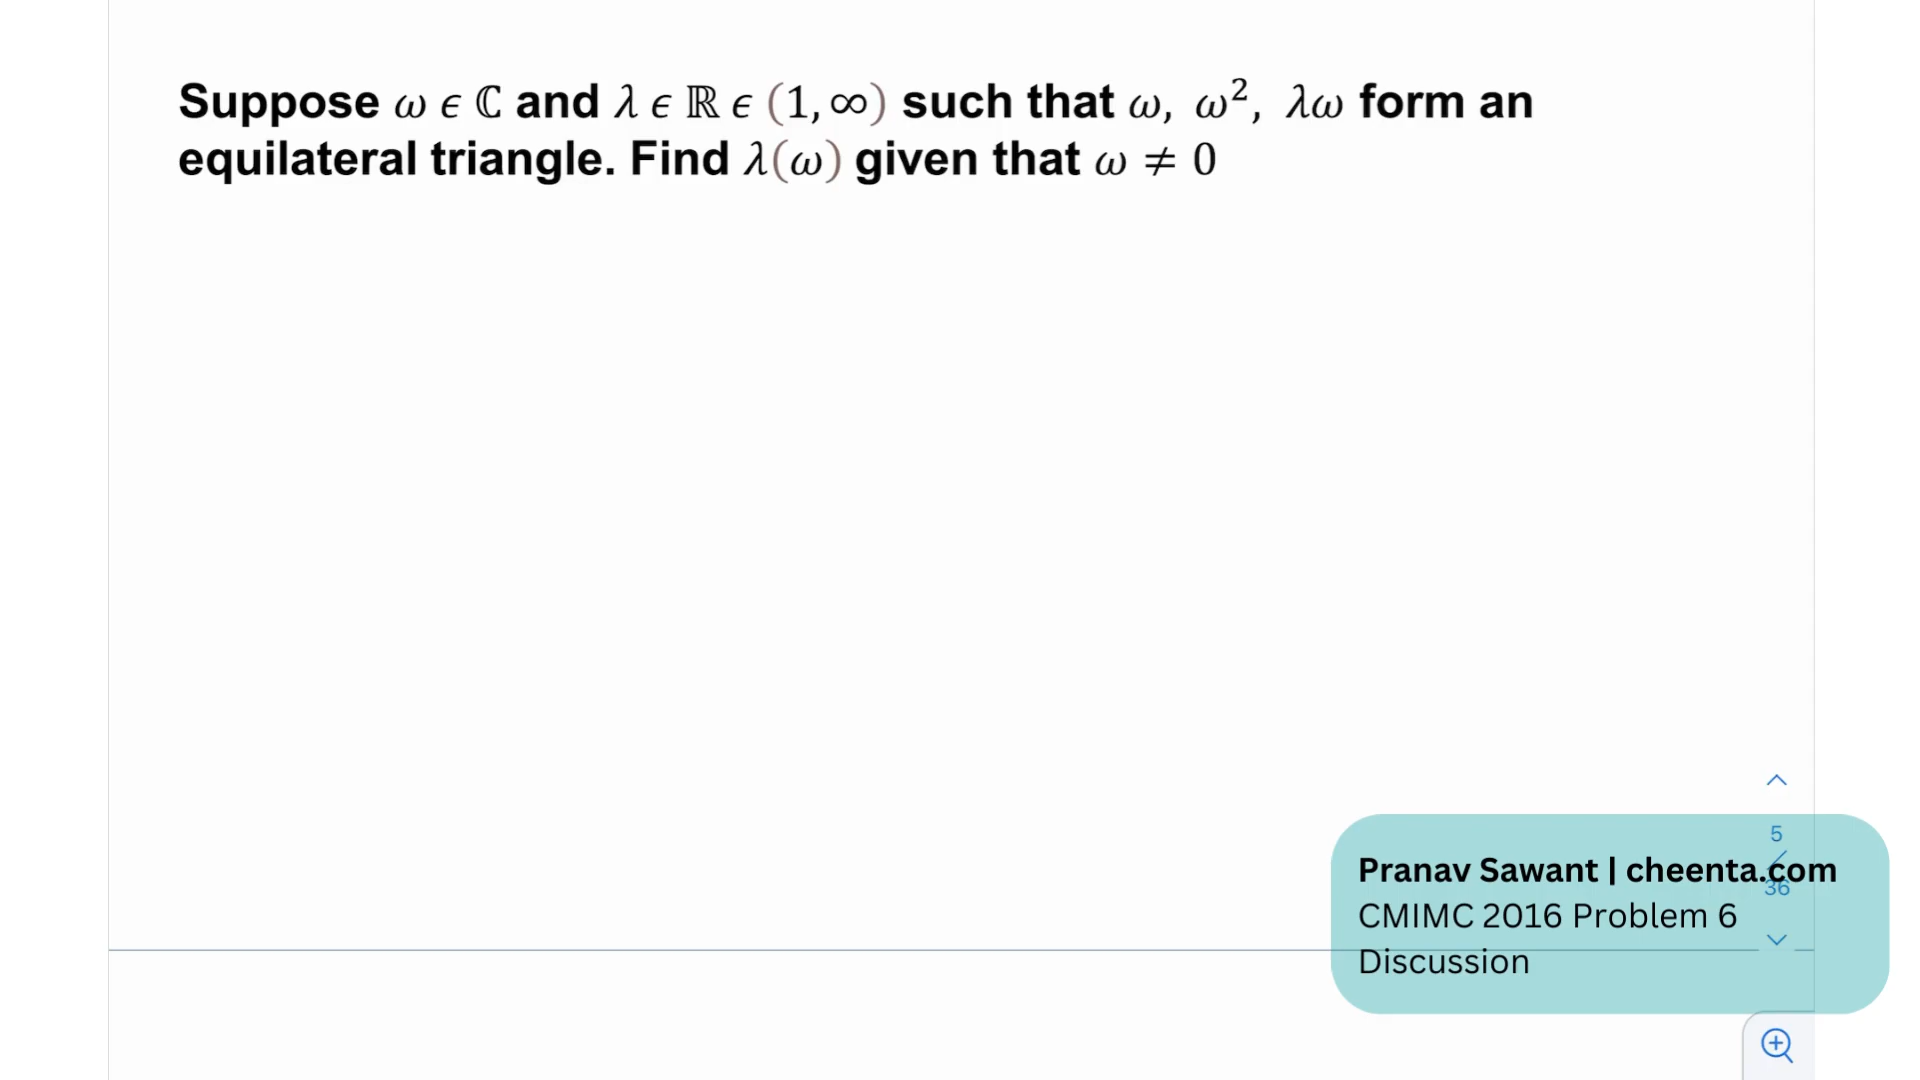 Suppose ω ϵ ℂ and λ ϵ ℝ ϵ (1, ∞) such that ω, ω², λω form an
equilateral triangle. Find λ(ω) given that ω ≠ 0
5
/
36
Pranav Sawant | cheenta.com
CMIMC 2016 Problem 6
Discussion